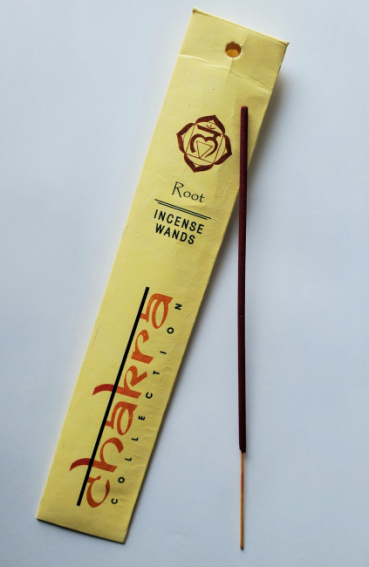 Root
INCENSE
WANDS
chakra
COLLECTION